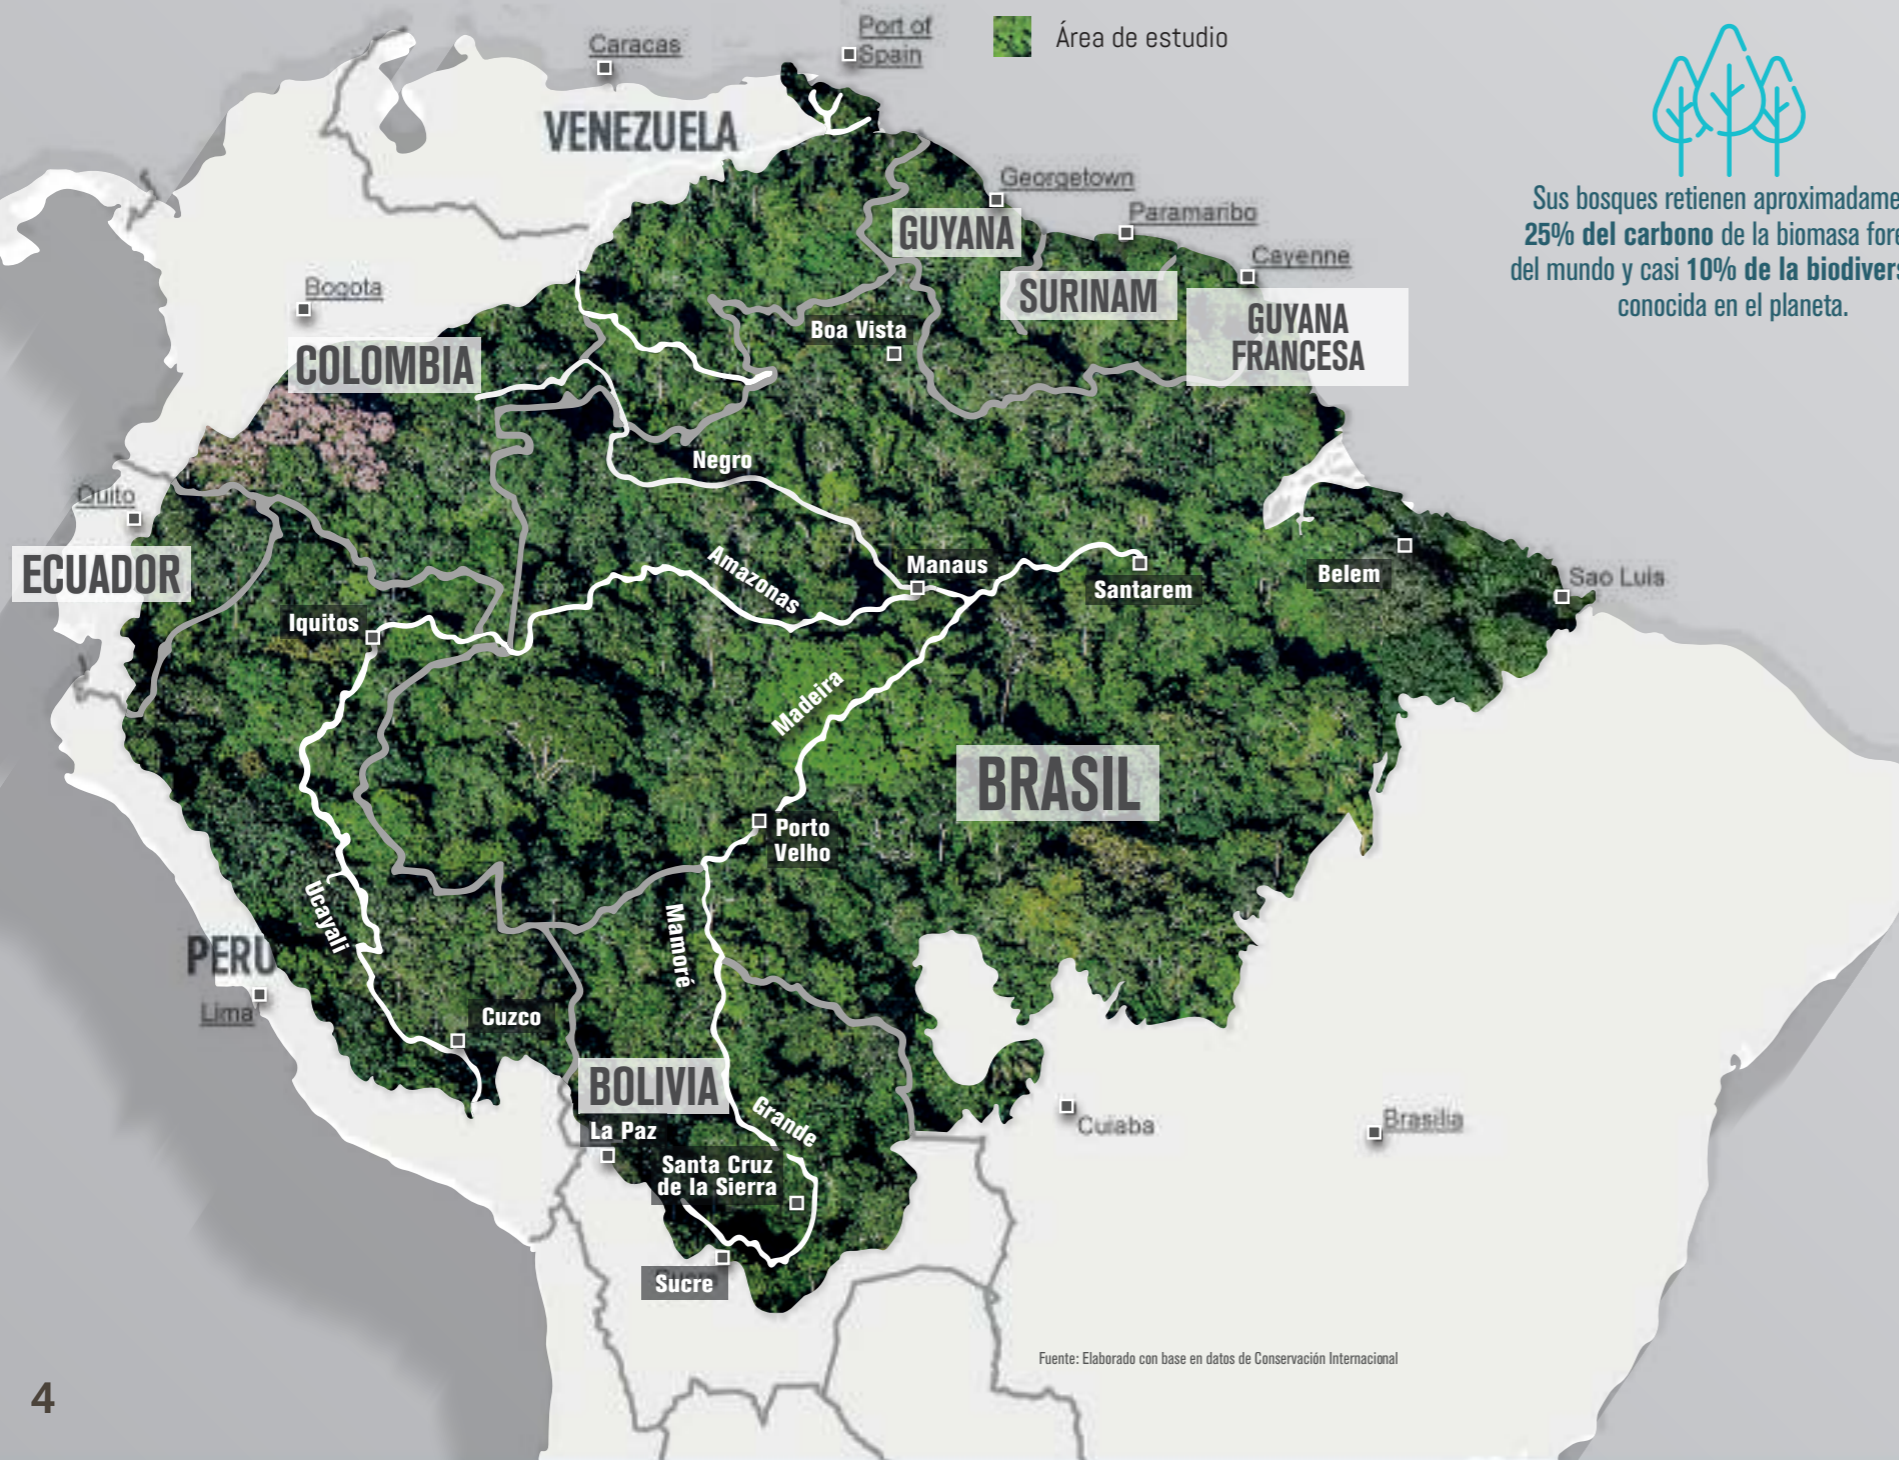 Caracas
Port of
Spain
Área de estudio
VENEZUELA
Georgetown
Paramaribo
GUYANA
Cayenne
SURINAM
GUYANA
FRANCESA
Sus bosques retienen
25% del carbono de la biomasa
del mundo y casi 10% de la
conocida en el planeta.
Bogota
COLOMBIA
Boa Vista
Negro
Quito
ECUADOR
Amazonas
Manaus
Santarem
Belem
Sao Luis
Iquitos
Madeira
BRASIL
Porto
Velho
Ucayali
Mamoré
PERU
Lima
Cuzco
BOLIVIA
La Paz
Grande
Santa Cruz
de la Sierra
Sucre
Cuiaba
Brasilia
Fuente: Elaborado con base en datos de Conservación Internacional
4